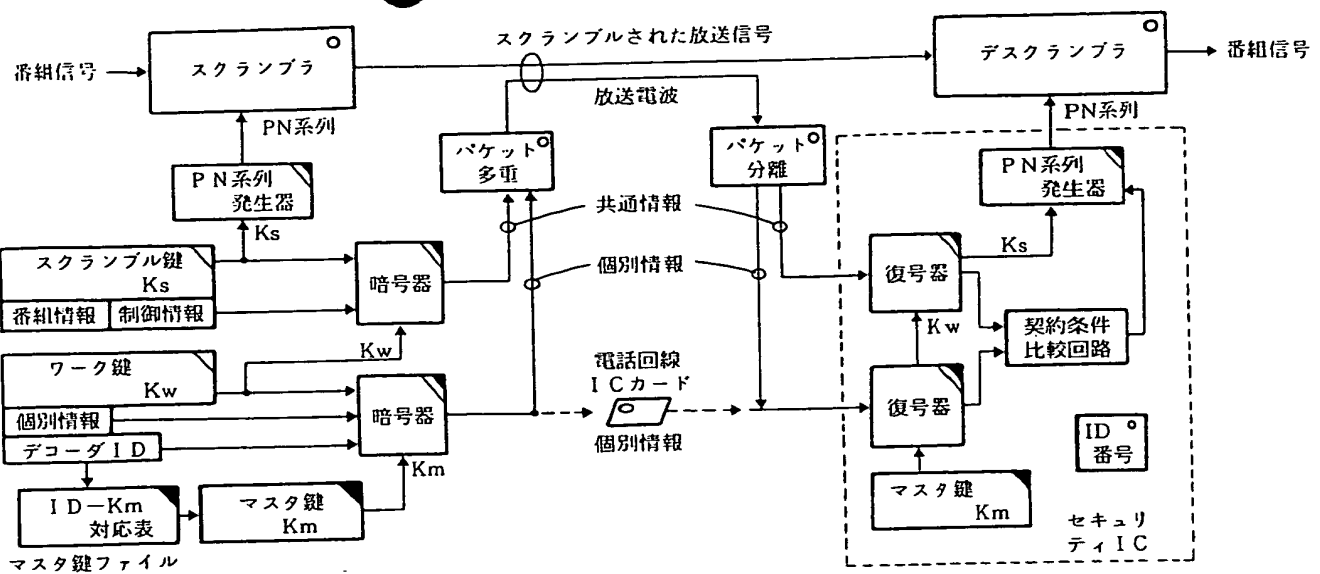 スクランブルされた放送信号
番組信号
スクランブラ
デスクランブラ
番組信号
放送電波
PN系列
PN系列
パケット
多重
パケット
分離
PN系列
発生器
PN系列
発生器
共通情報
Ks
Ks
スクランブル鍵
Ks
暗号器
個別情報
復号器
番組情報
制御情報
契約条件
比較回路
Kw
Kw
ワーク鍵
Kw
電話回線
ICカード
暗号器
復号器
個別情報
デコーダID
個別情報
ID
番号
Km
ID-Km
対応表
マスタ鍵
Km
マスタ鍵
Km
セキュリ
ティIC
マスタ鍵ファイル